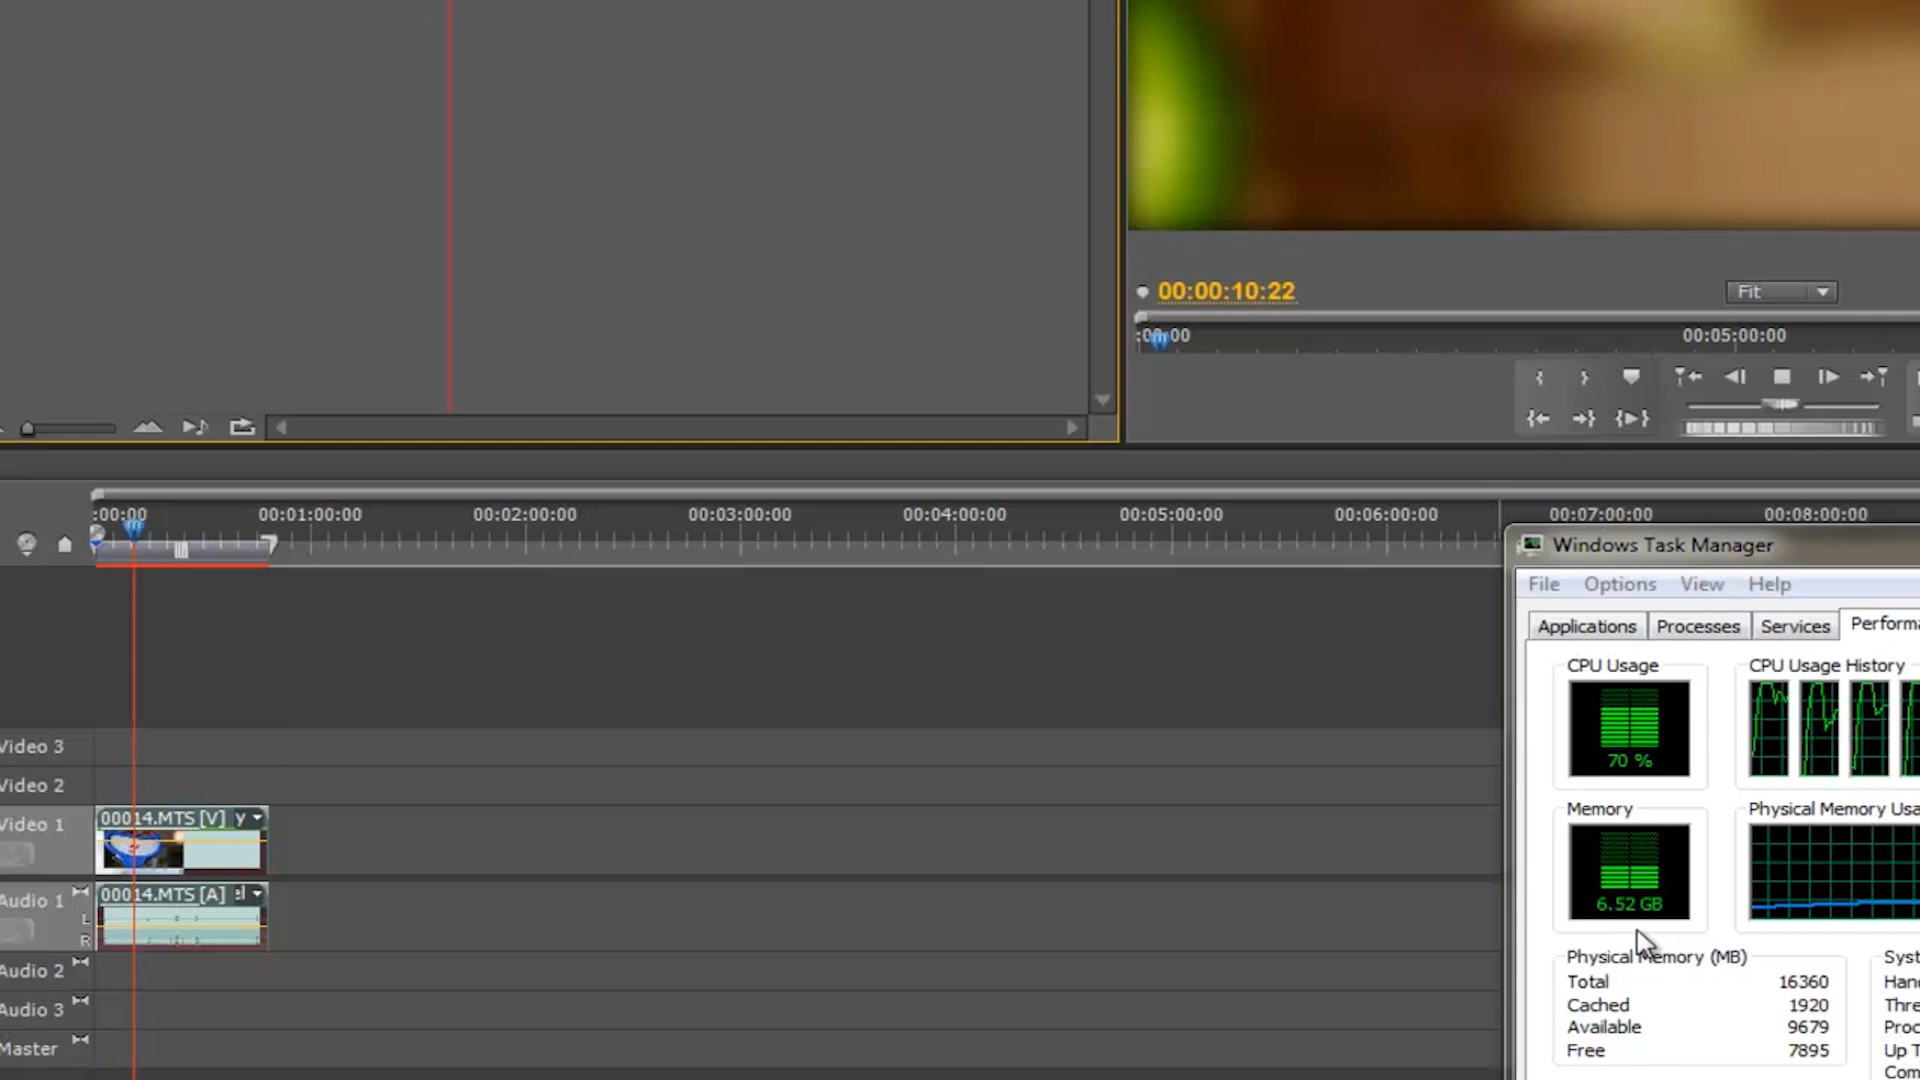 00:00:10:22
Fit
:00:00
00:05:00:00
:00:00
00:01:00:00
00:02:00:00
00:03:00:00
00:04:00:00
00:05:00:00
00:06:00:00
00:07:00:00
00:08:00:00
Windows Task Manager
File Options View Help
Applications Processes Services Performa
CPU Usage
CPU Usage History
70 %
Memory
Physical Memory Usa
6.52 GB
Physical Memory (MB)
Total 16360
Cached 1920
Available 9679
Free 7895
Syst
Hand
Thre
Proc
Up T
Com
Video 3
Video 2
Video 1
00014.MTS [V] y
Audio 1
00014.MTS [A] el
L
R
Audio 2
Audio 3
Master